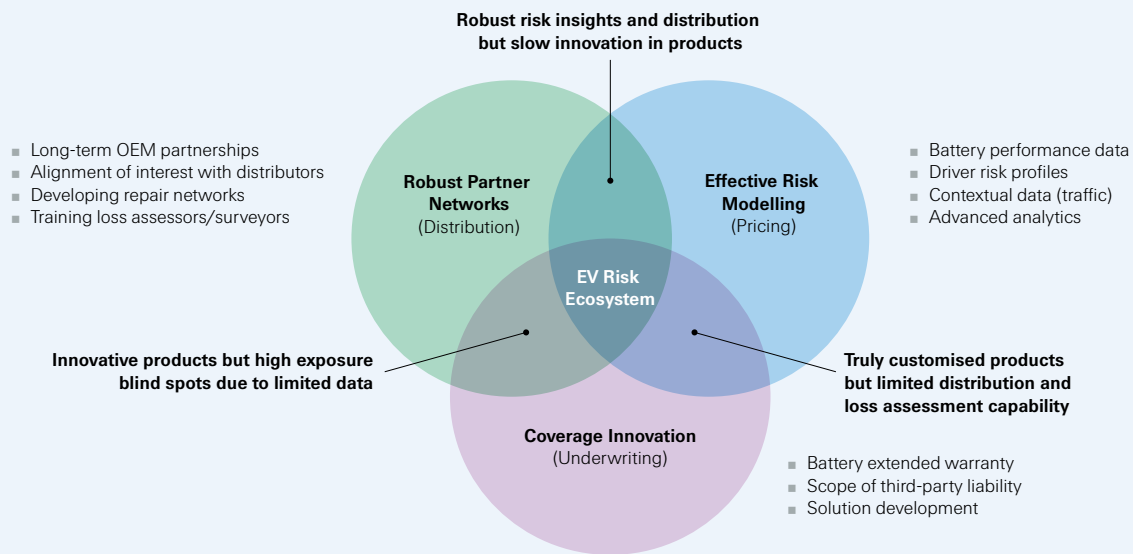 Robust risk insights and distribution
but slow innovation in products
Long-term OEM partnerships
Alignment of interest with distributors
Developing repair networks
Training loss assessors/surveyors
Robust Partner
Networks
(Distribution)
Effective Risk
Modelling
(Pricing)
Battery performance data
Driver risk profiles
Contextual data (traffic)
Advanced analytics
EV Risk
Ecosystem
Innovative products but high exposure
blind spots due to limited data
Truly customised products
but limited distribution and
loss assessment capability
Coverage Innovation
(Underwriting)
Battery extended warranty
Scope of third-party liability
Solution development